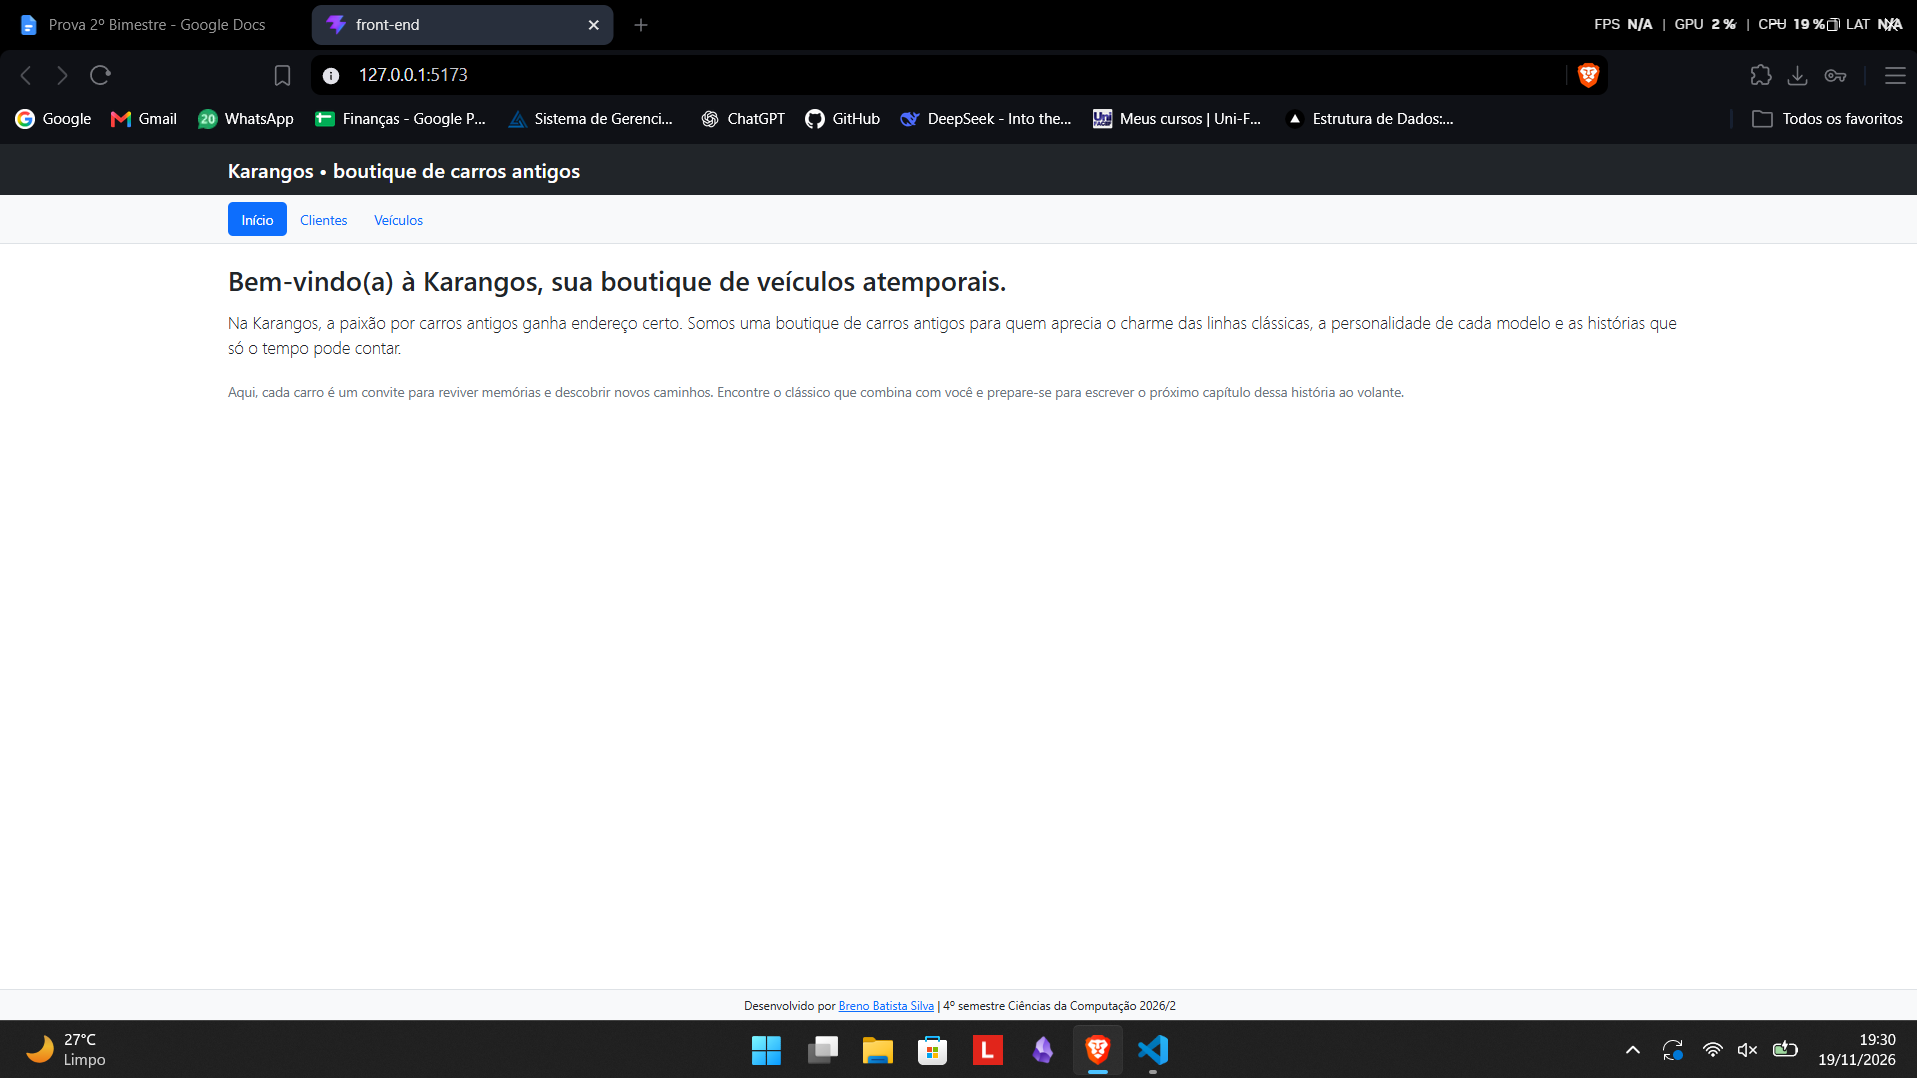 Prova 2º Bimestre - Google Docs
front-end
FPS N/A | GPU 2 % | CPU 19 % LAT N/A
127.0.0.1:5173
Google
Gmail
20 WhatsApp
Finanças - Google P...
Sistema de Gerenci...
ChatGPT
GitHub
DeepSeek - Into the...
Meus cursos | Uni-F...
Estrutura de Dados:...
Todos os favoritos
Karangos • boutique de carros antigos
Início Clientes Veículos
Bem-vindo(a) à Karangos, sua boutique de veículos atemporais.
Na Karangos, a paixão por carros antigos ganha endereço certo. Somos uma boutique de carros antigos para quem aprecia o charme das linhas clássicas, a personalidade de cada modelo e as histórias que
só o tempo pode contar.
Aqui, cada carro é um convite para reviver memórias e descobrir novos caminhos. Encontre o clássico que combina com você e prepare-se para escrever o próximo capítulo dessa história ao volante.
Desenvolvido por Breno Batista Silva | 4º semestre Ciências da Computação 2026/2
27°C
Limpo
L
19:30
19/11/2026